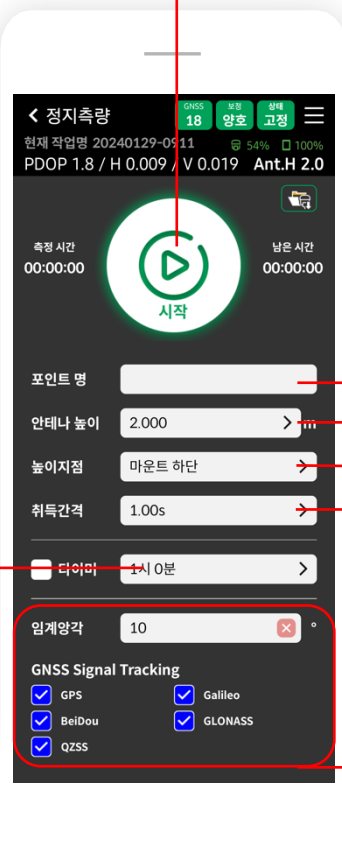 정지측량
GNSS 18
보정 양호
상태 고정
현재 작업명 20240129-0911 54% 100%
PDOP 1.8 / H 0.009 / V 0.019 Ant.H 2.0
측정 시간
00:00:00
남은 시간
00:00:00
시작
포인트 명
안테나 높이 2.000 m
높이지점 마운트 하단
취득간격 1.00s
타이머 1시 0분
임계양각 10 °
GNSS Signal Tracking
GPS Galileo
BeiDou GLONASS
QZSS